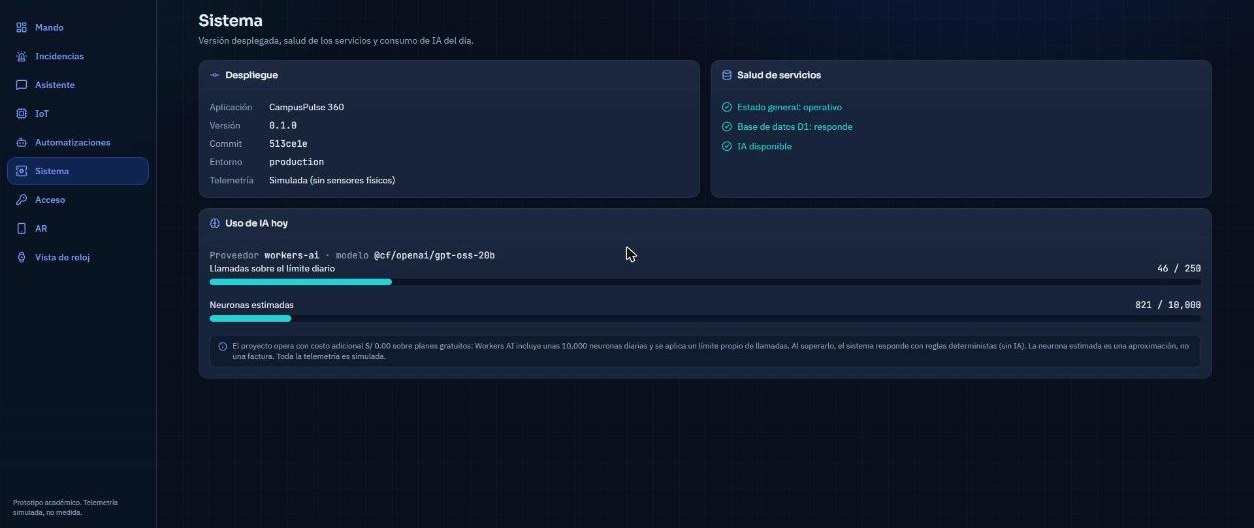 Mando
Incidencias
Asistente
IoT
Automatizaciones
Sistema
Acceso
AR
Vista de reloj
Prototipo académico. Telemetría
simulada, no medida.
Sistema
Versión desplegada, salud de los servicios y consumo de IA del día.
Despliegue
Aplicación CampusPulse 360
Versión 0.1.0
Commit 513ce1e
Entorno production
Telemetría Simulada (sin sensores físicos)
Salud de servicios
Estado general: operativo
Base de datos D1: responde
IA disponible
Uso de IA hoy
Proveedor workers-ai · modelo @cf/openai/gpt-oss-20b
Llamadas sobre el límite diario 46 / 250
Neuronas estimadas 821 / 10,000
El proyecto opera con costo adicional S/ 0.00 sobre planes gratuitos: Workers AI incluye unas 10,000 neuronas diarias y se aplica un límite propio de llamadas. Al superarlo, el sistema responde con reglas deterministas (sin IA). La neurona estimada es una aproximación, no
una factura. Toda la telemetría es simulada.